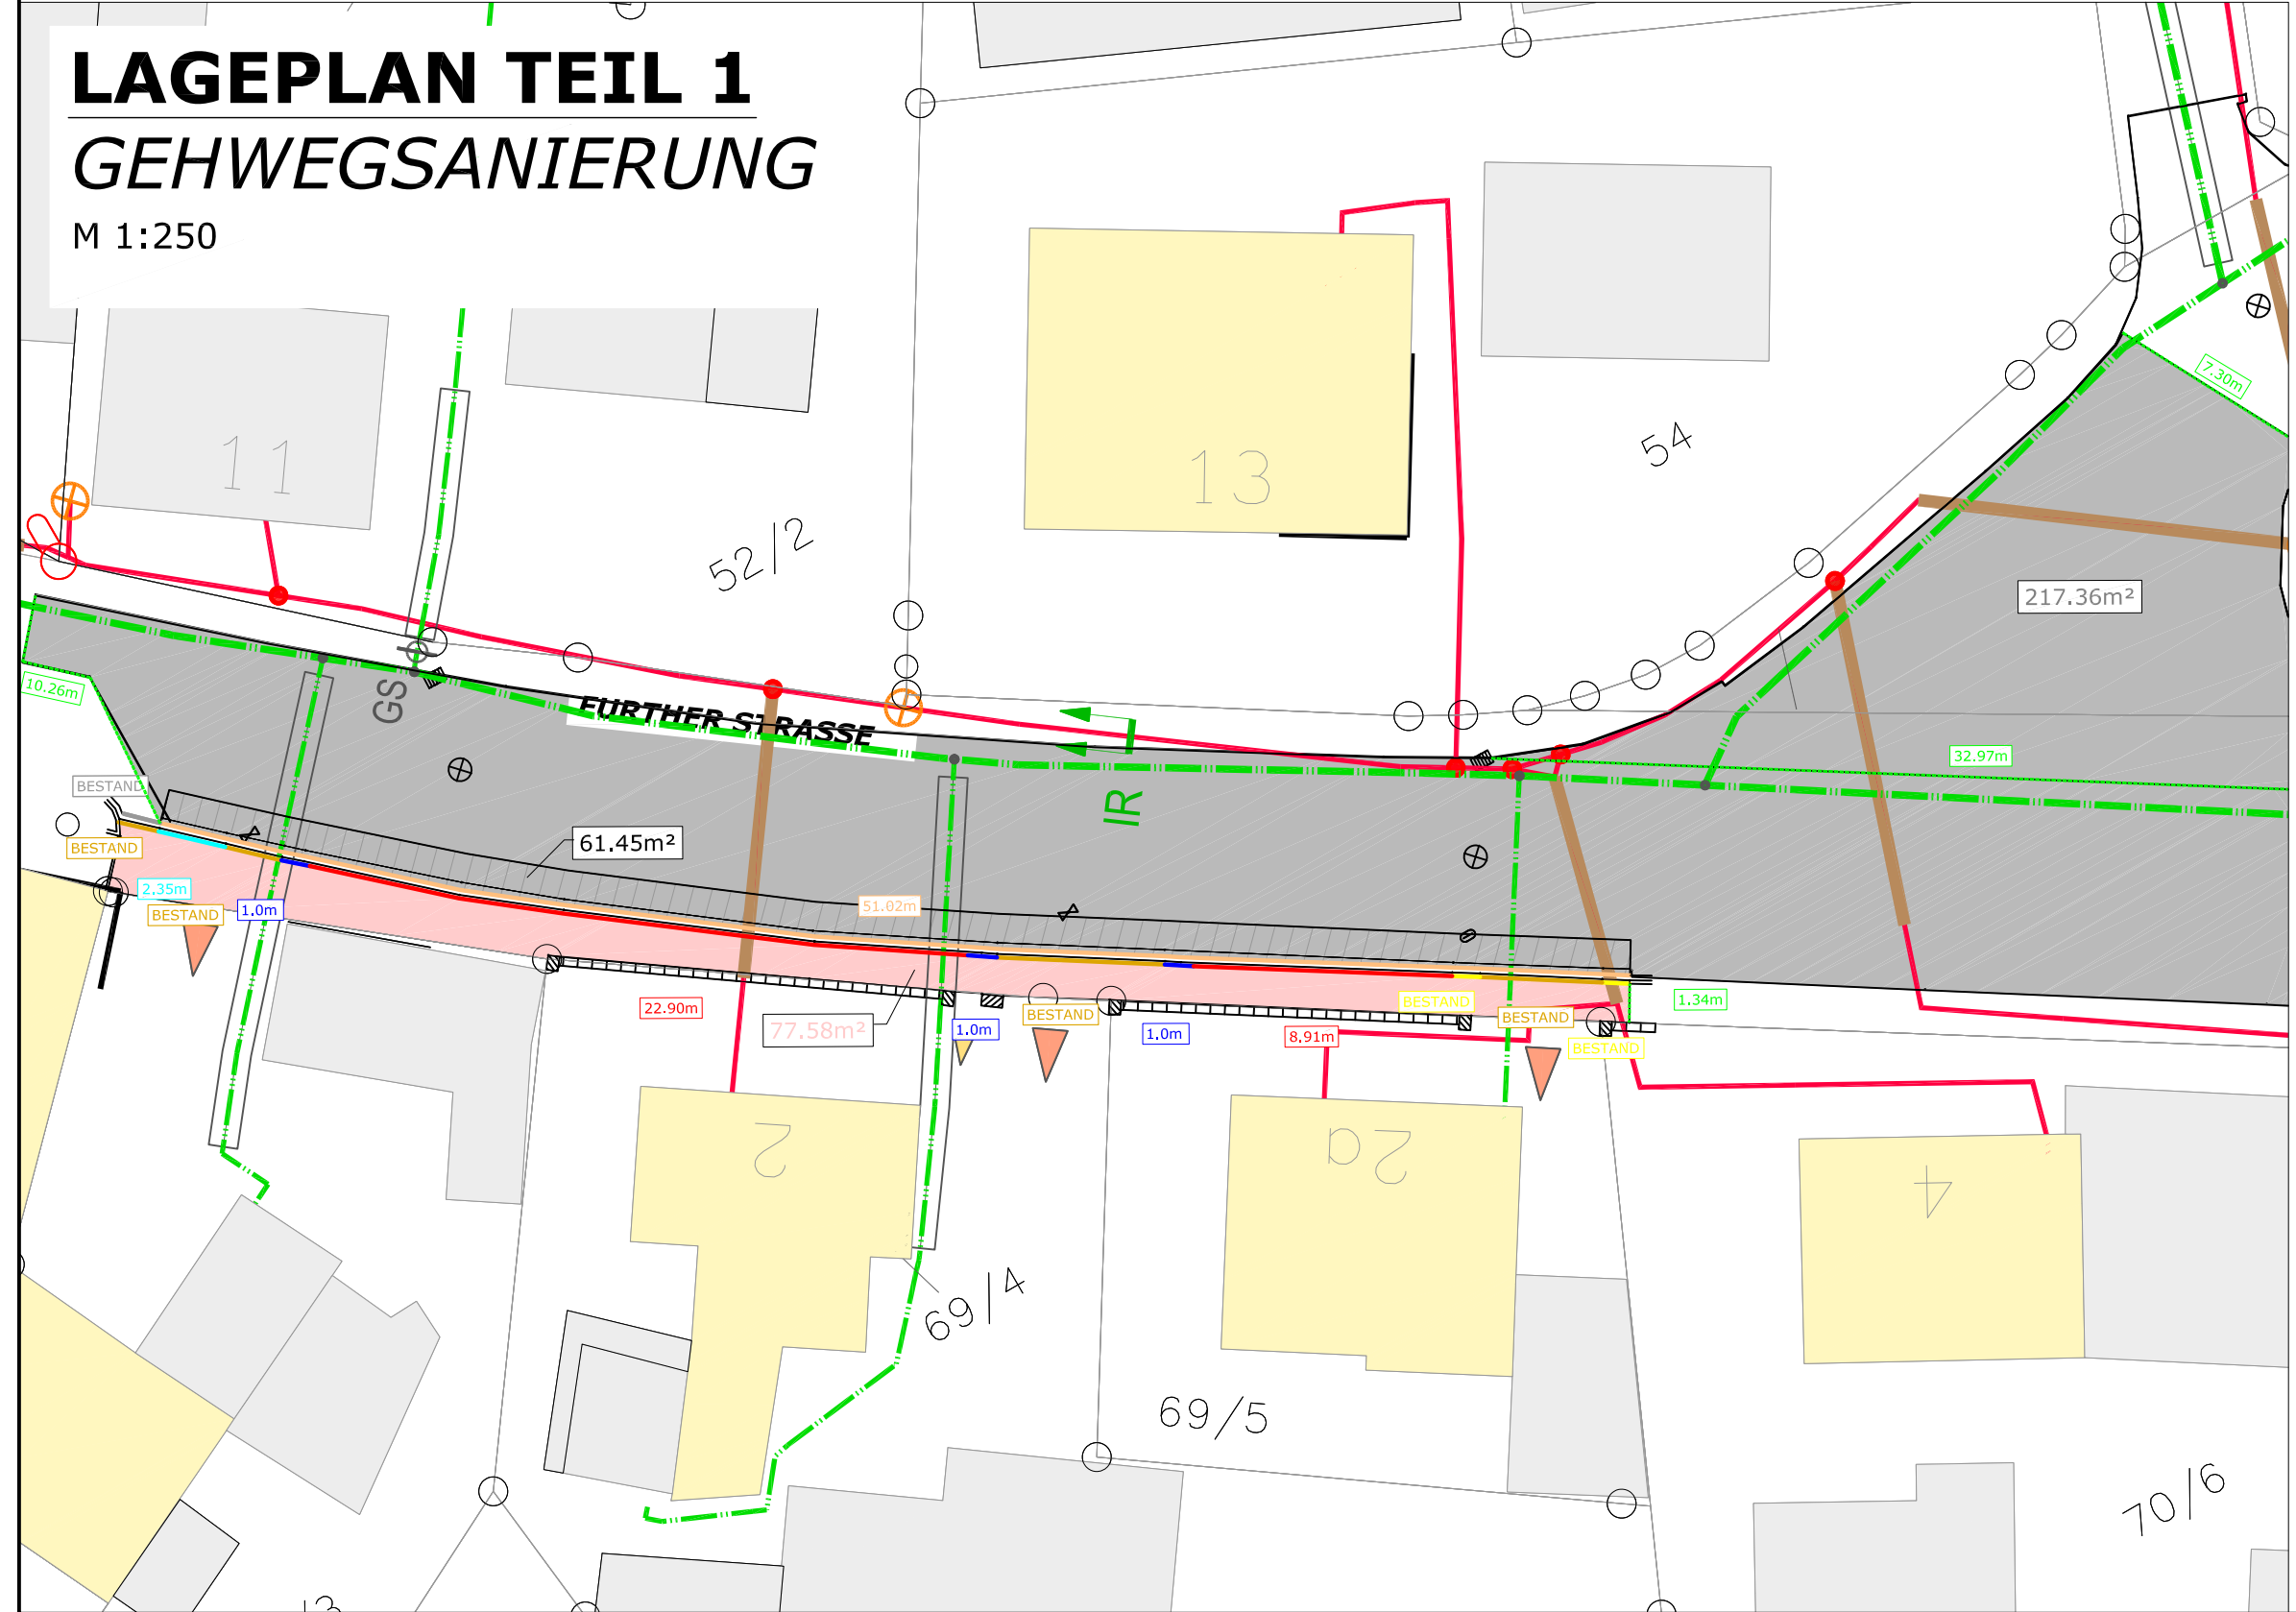 LAGEPLAN TEIL 1
GEHWEGSANIERUNG
M 1:250
7.30m
54
13
11
52/2
217.36m²
10.26m
GS
FURTHER STRASSE
32.97m
BESTAND
IR
61.45m²
BESTAND
2.35m
BESTAND
1.0m
51.02m
22.90m
77.58m²
1.0m
BESTAND
1.0m
8.91m
BESTAND
BESTAND
1.34m
BESTAND
2
2a
4
69/4
69/5
70/6